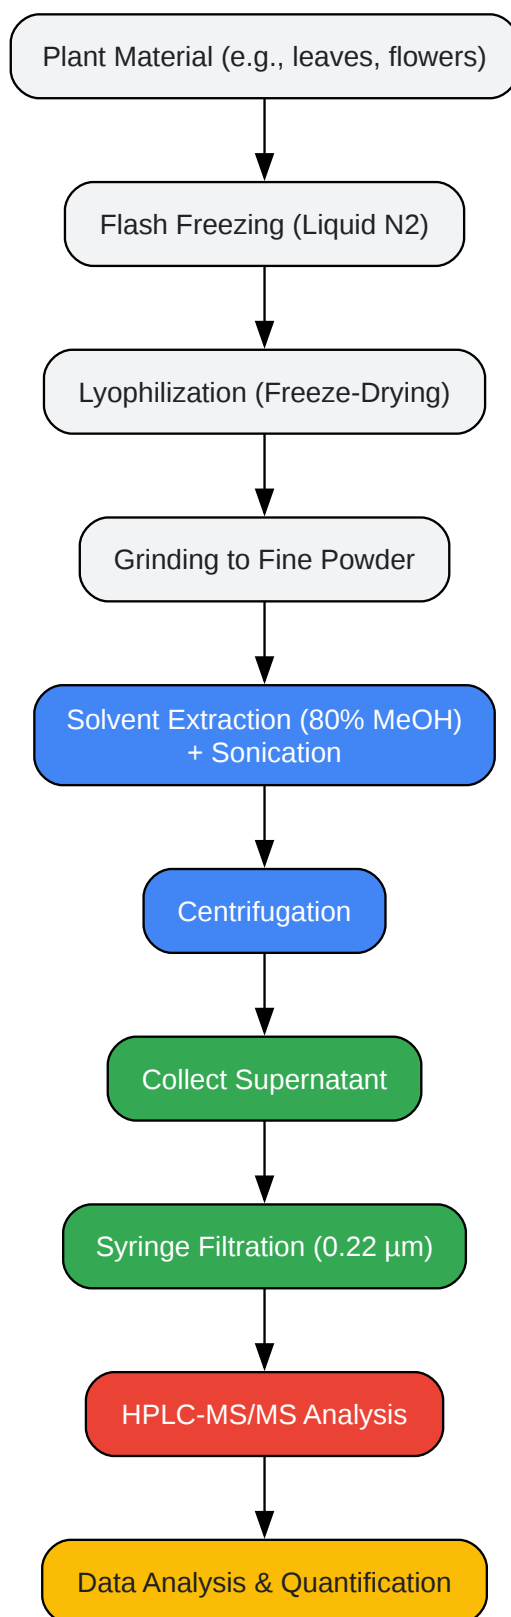 Plant Material (e.g., leaves, flowers)
Flash Freezing (Liquid N2)
Lyophilization (Freeze-Drying)
Grinding to Fine Powder
Solvent Extraction (80% MeOH)
+ Sonication
Centrifugation
Collect Supernatant
Syringe Filtration (0.22 µm)
HPLC-MS/MS Analysis
Data Analysis & Quantification